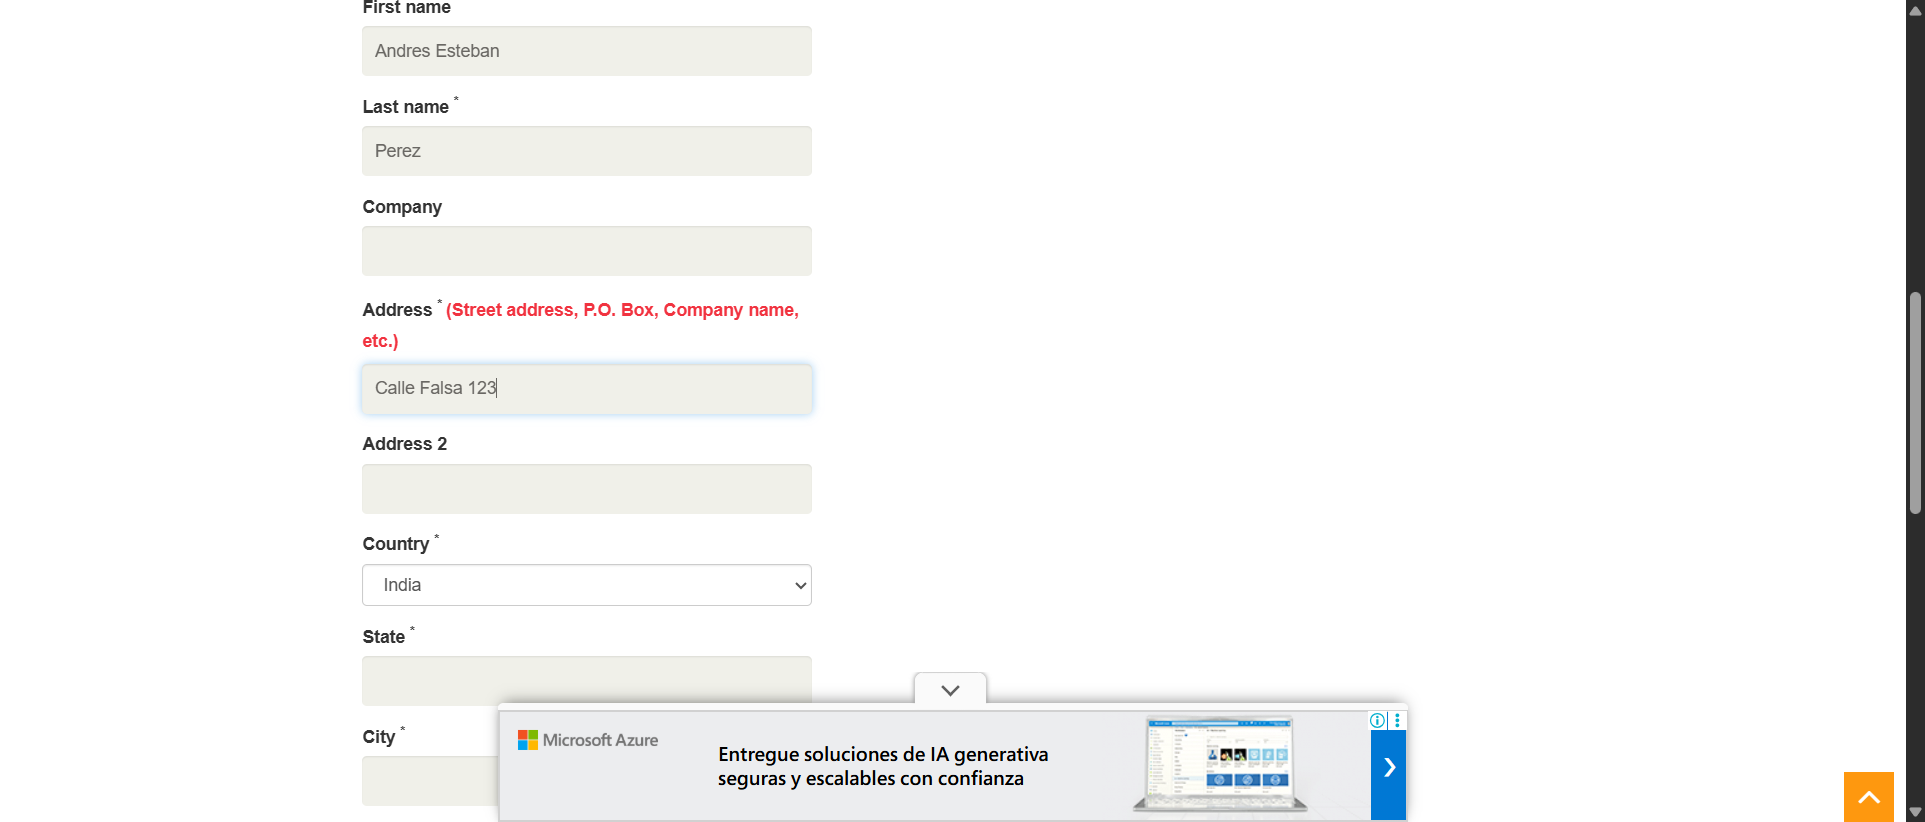 First name
Andres Esteban
Last name *
Perez
Company
Address * (Street address, P.O. Box, Company name,
etc.)
Calle Falsa 123
Address 2
Country *
India
State *
City *
Microsoft Azure
Entregue soluciones de IA generativa
seguras y escalables con confianza